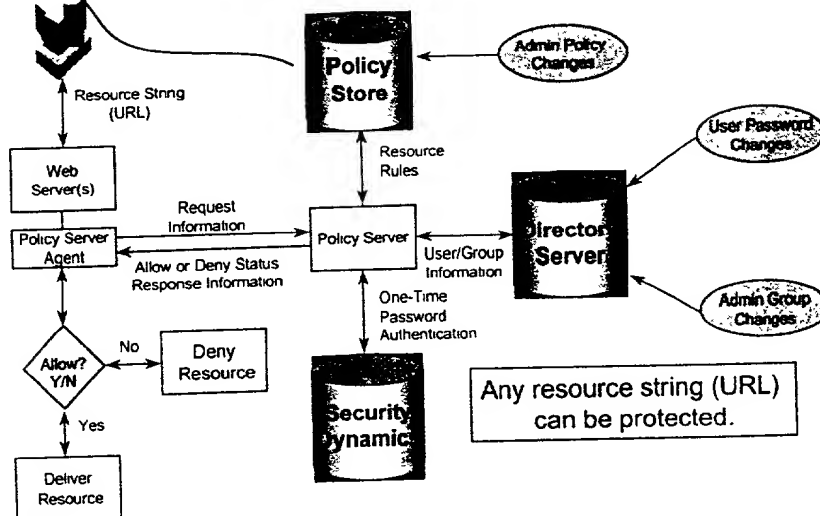 Admin Policy
Changes
Policy
Store
Resource String
(URL)
User Password
Changes
Resource
Rules
Web
Server(s)
Request
Information
Policy Server
Agent
Policy Server
Allow or Deny Status
Response Information
User/Group
Information
Director
Server
One-Time
Password
Authentication
Admin Group
Changes
Allow?
Y/N
No
Deny
Resource
Any resource string (URL)
can be protected.
Security
Dynamic
Yes
Deliver
Resource